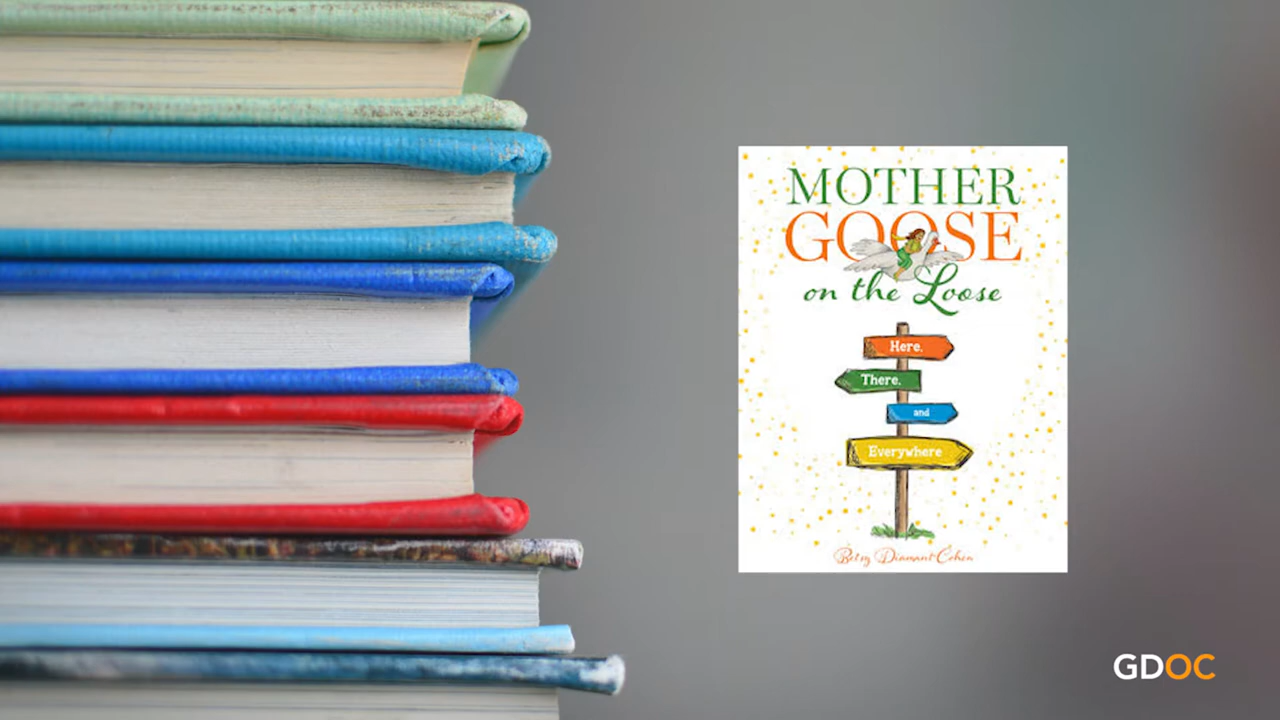 MOTHER
GOOSE
on the Loose
Here,
There,
and
Everywhere
Betsy Diamant-Cohen
GDOC